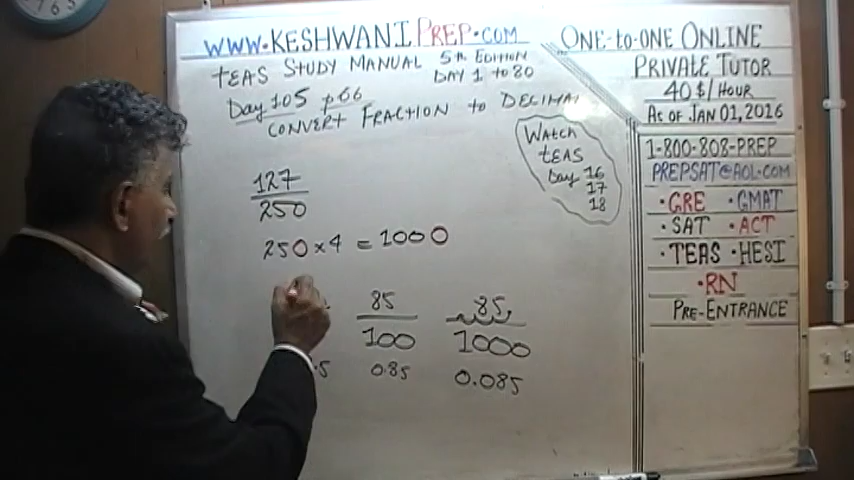 WWW.KESHWANIPREP.COM
TEAS STUDY MANUAL 5th EDITION
DAY 1 to 80
Day 105 p66
CONVERT FRACTION to DECIMAL
WATCH
TEAS
Day 16
17
18
127
250
250 × 4 = 1000
85
100
0.85
85
1000
0.085
.5
ONE-to-ONE ONLINE
PRIVATE TUTOR
40$/HOUR
AS OF JAN 01, 2016
1-800-808-PREP
PREPSAT@AOL.COM
•GRE •GMAT
•SAT •ACT
•TEAS •HESI
•RN
PRE-ENTRANCE